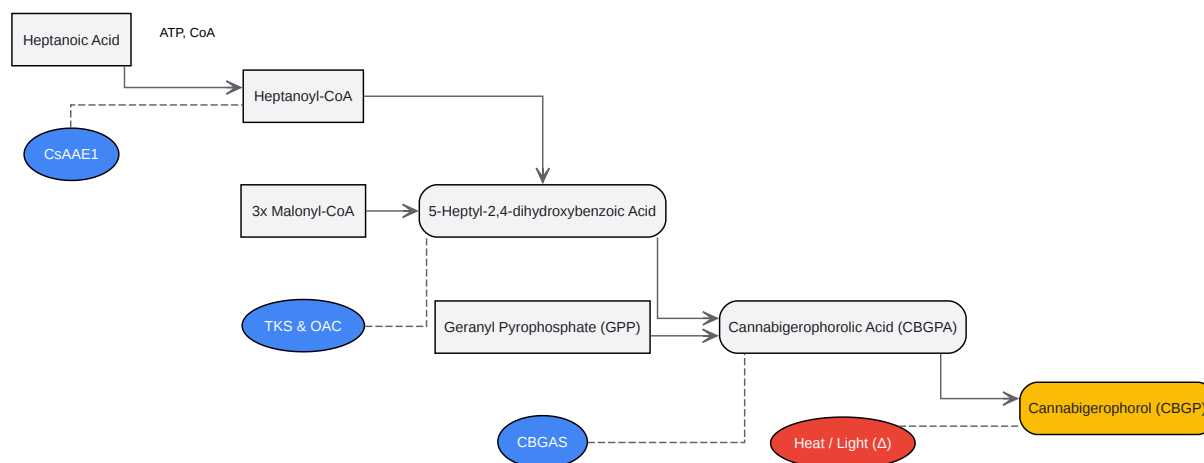 Heptanoic Acid
ATP, CoA
Heptanoyl-CoA
CsAAE1
3x Malonyl-CoA
5-Heptyl-2,4-dihydroxybenzoic Acid
TKS & OAC
Geranyl Pyrophosphate (GPP)
Cannabigerophorolic Acid (CBGPA)
Cannabigerophorol (CBGP)
CBGAS
Heat / Light (Δ)